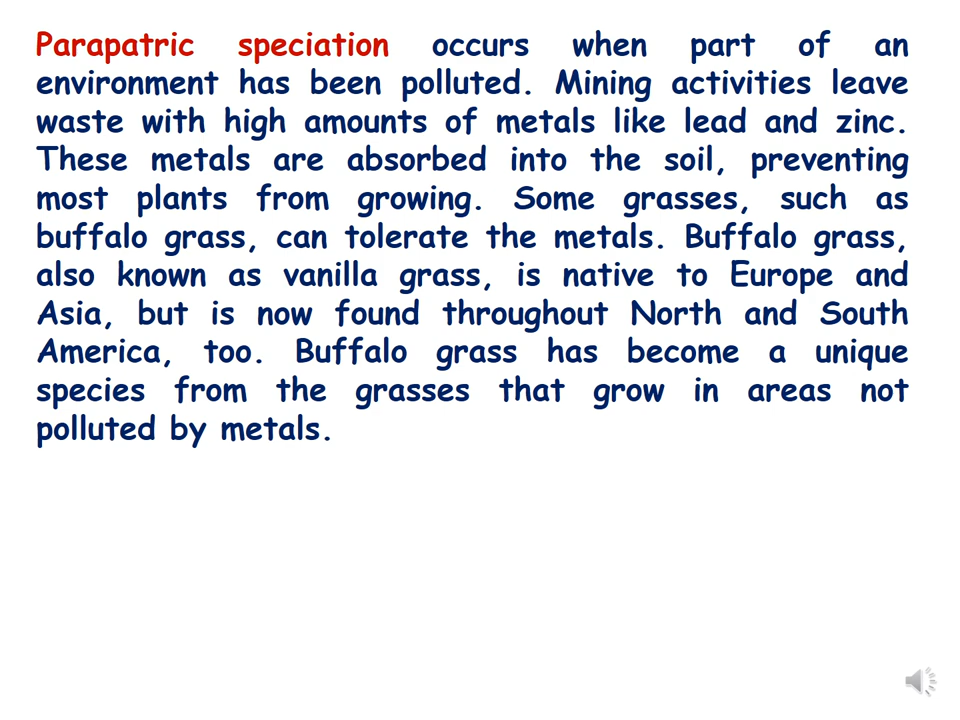 Parapatric speciation occurs when part of an
environment has been polluted. Mining activities leave
waste with high amounts of metals like lead and zinc.
These metals are absorbed into the soil, preventing
most plants from growing. Some grasses, such as
buffalo grass, can tolerate the metals. Buffalo grass,
also known as vanilla grass, is native to Europe and
Asia, but is now found throughout North and South
America, too. Buffalo grass has become a unique
species from the grasses that grow in areas not
polluted by metals.